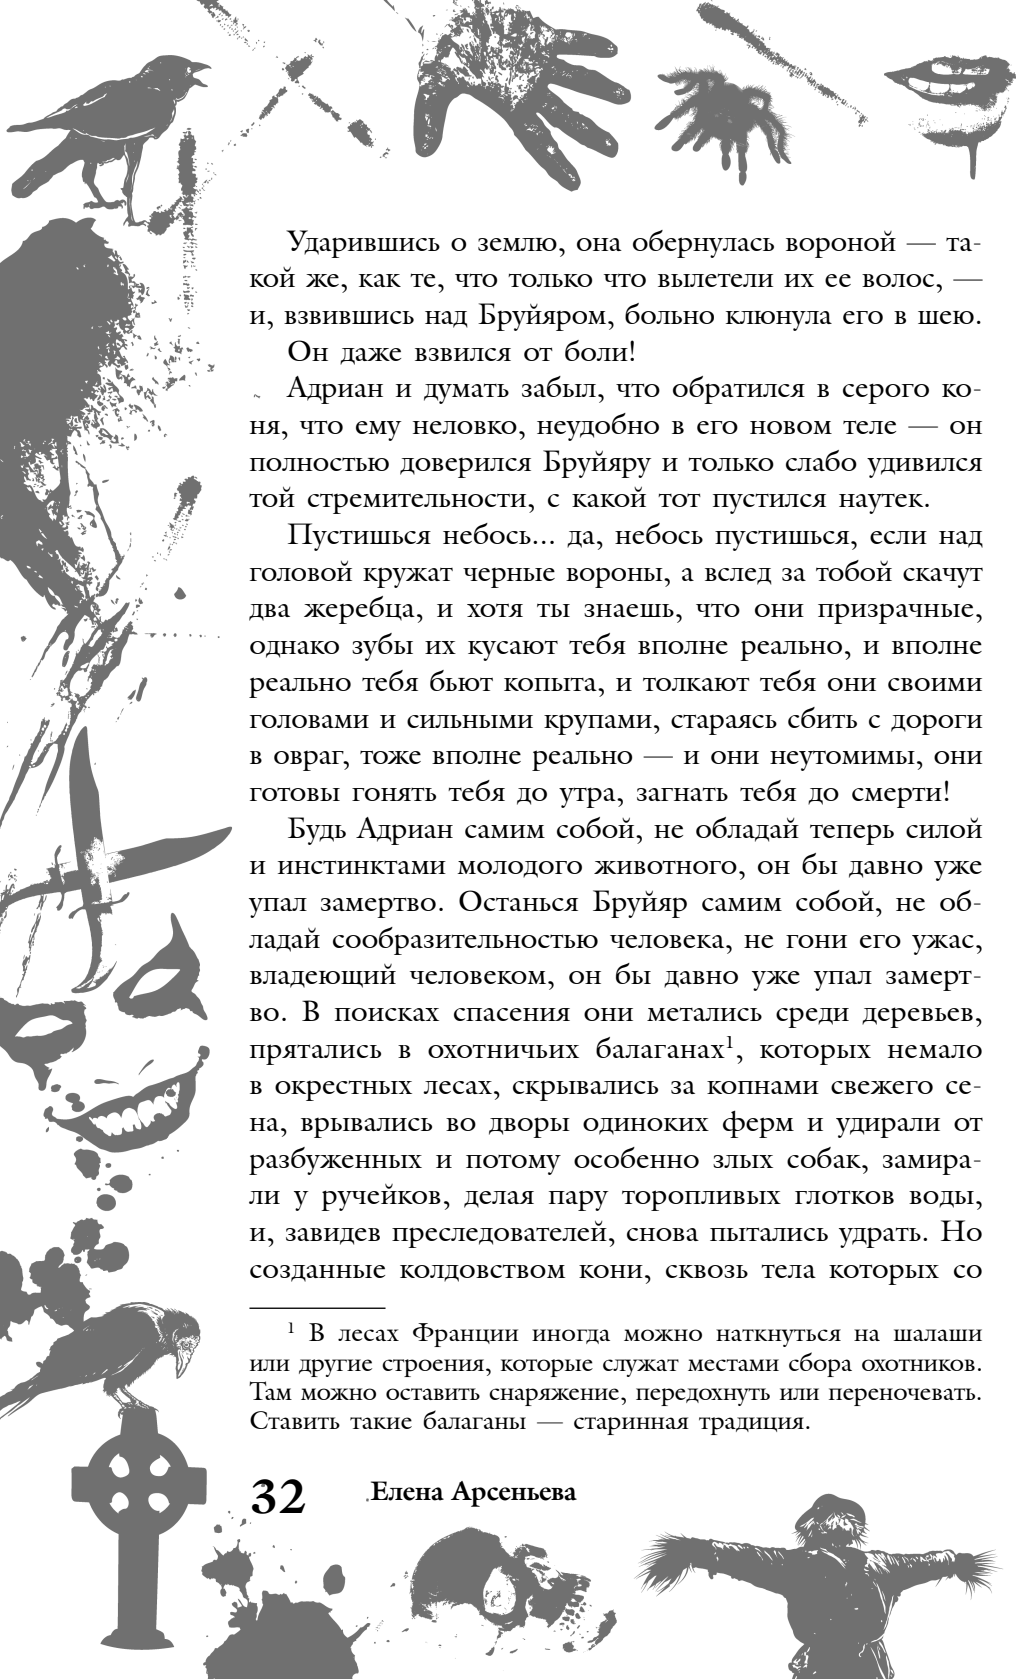 Ударившись о землю, она обернулась вороной — та-
кой же, как те, что только что вылетели их ее волос, —
и, взвившись над Бруйяром, больно клюнула его в шею.
Он даже взвился от боли!
Адриан и думать забыл, что обратился в серого ко-
ня, что ему неловко, неудобно в его новом теле — он
полностью доверился Бруйяру и только слабо удивился
той стремительности, с какой тот пустился наутек.
Пустишься небось... да, небось пустишься, если над
головой кружат черные вороны, а вслед за тобой скачут
два жеребца, и хотя ты знаешь, что они призрачные,
однако зубы их кусают тебя вполне реально, и вполне
реально тебя бьют копыта, и толкают тебя они своими
головами и сильными крупами, стараясь сбить с дороги
в овраг, тоже вполне реально — и они неутомимы, они
готовы гонять тебя до утра, загнать тебя до смерти!
Будь Адриан самим собой, не обладай теперь силой
и инстинктами молодого животного, он бы давно уже
упал замертво. Останься Бруйяр самим собой, не об-
ладай сообразительностью человека, не гони его ужас,
владеющий человеком, он бы давно уже упал замерт-
во. В поисках спасения они метались среди деревьев,
прятались в охотничьих балаганах¹, которых немало
в окрестных лесах, скрывались за копнами свежего се-
на, врывались во дворы одиноких ферм и удирали от
разбуженных и потому особенно злых собак, замира-
ли у ручейков, делая пару торопливых глотков воды,
и, завидев преследователей, снова пытались удрать. Но
созданные колдовством кони, сквозь тела которых со
¹ В лесах Франции иногда можно наткнуться на шалаши
или другие строения, которые служат местами сбора охотников.
Там можно оставить снаряжение, передохнуть или переночевать.
Ставить такие балаганы — старинная традиция.
32 Елена Арсеньева